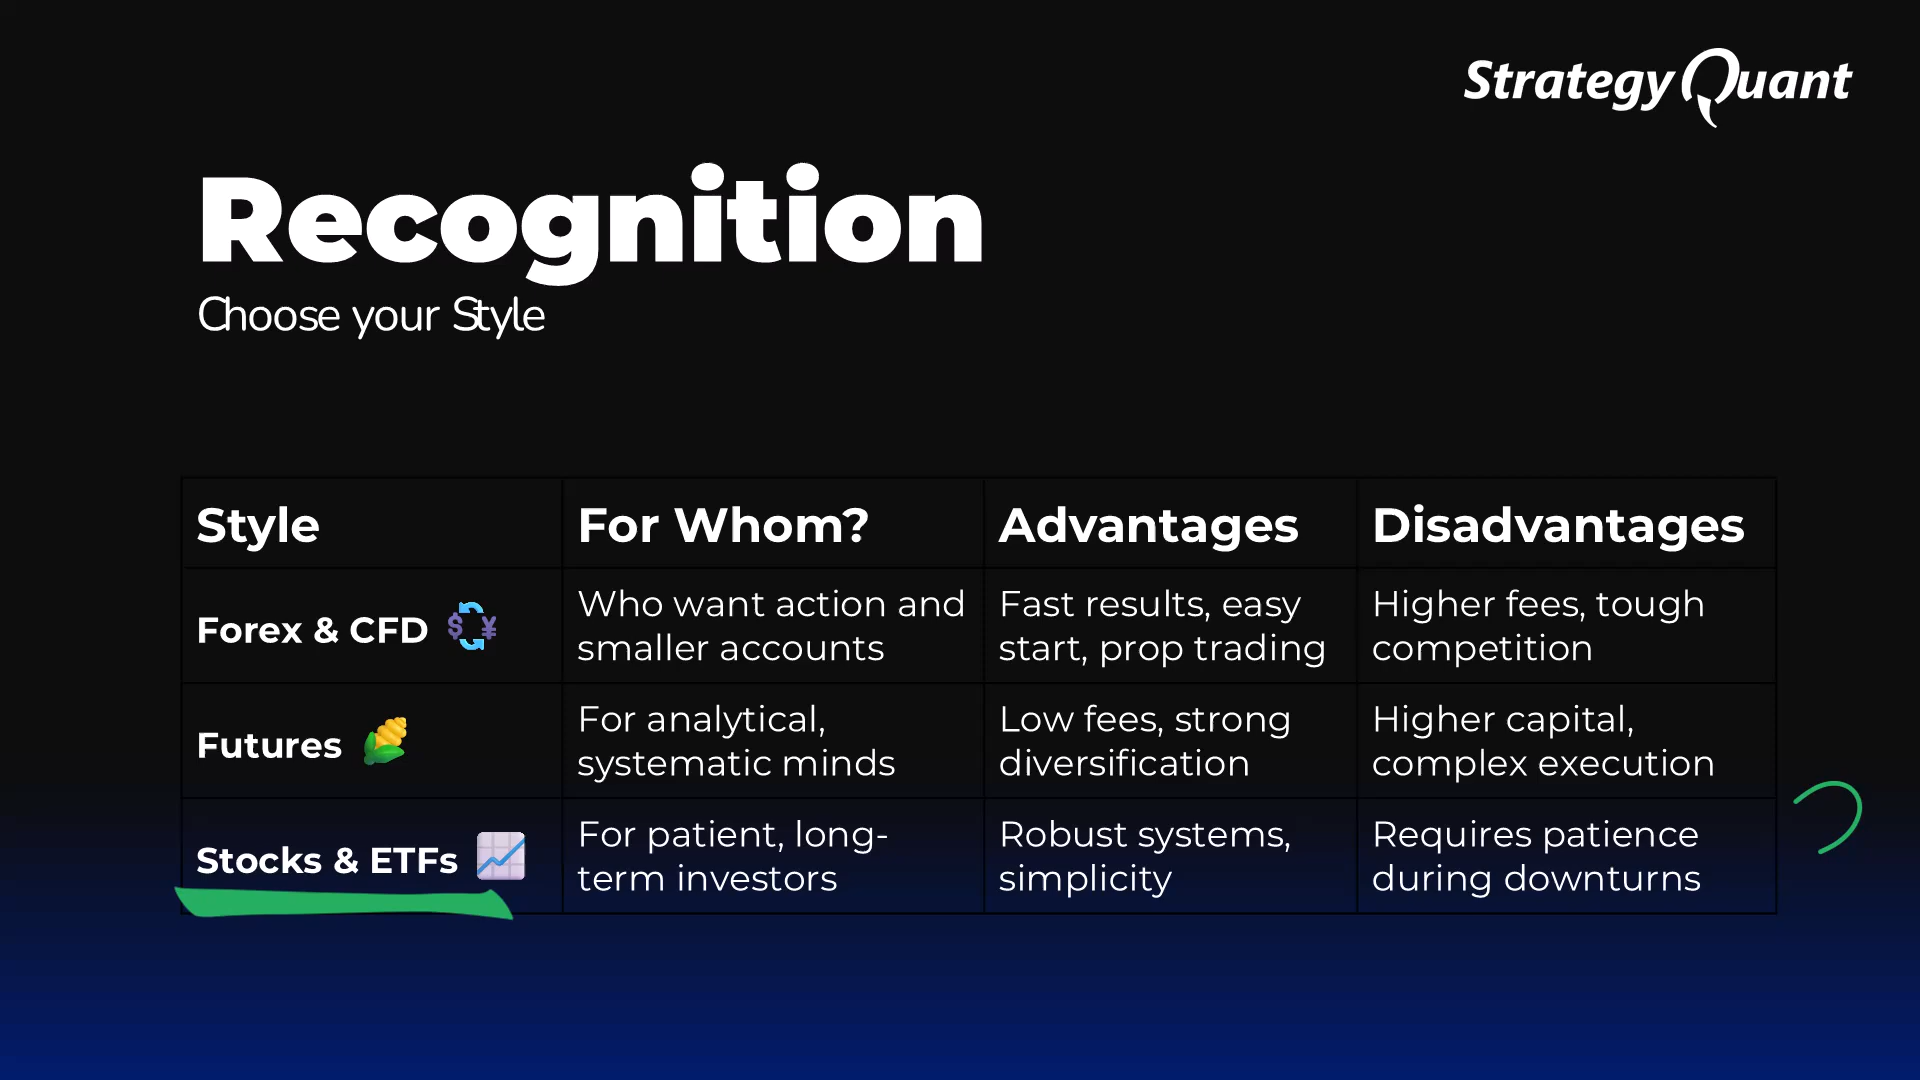 StrategyQuant
Recognition
Choose your Style
Style
For Whom?
Advantages
Disadvantages
Forex & CFD
Who want action and
smaller accounts
Fast results, easy
start, prop trading
Higher fees, tough
competition
Futures
For analytical,
systematic minds
Low fees, strong
diversification
Higher capital,
complex execution
Stocks & ETFs
For patient, long-
term investors
Robust systems,
simplicity
Requires patience
during downturns